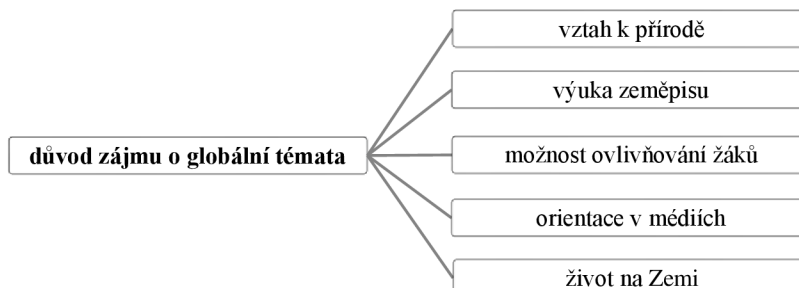 vztah k přírodě
výuka zeměpisu
důvod zájmu o globální témata
možnost ovlivňování žáků
orientace v médiích
život na Zemi